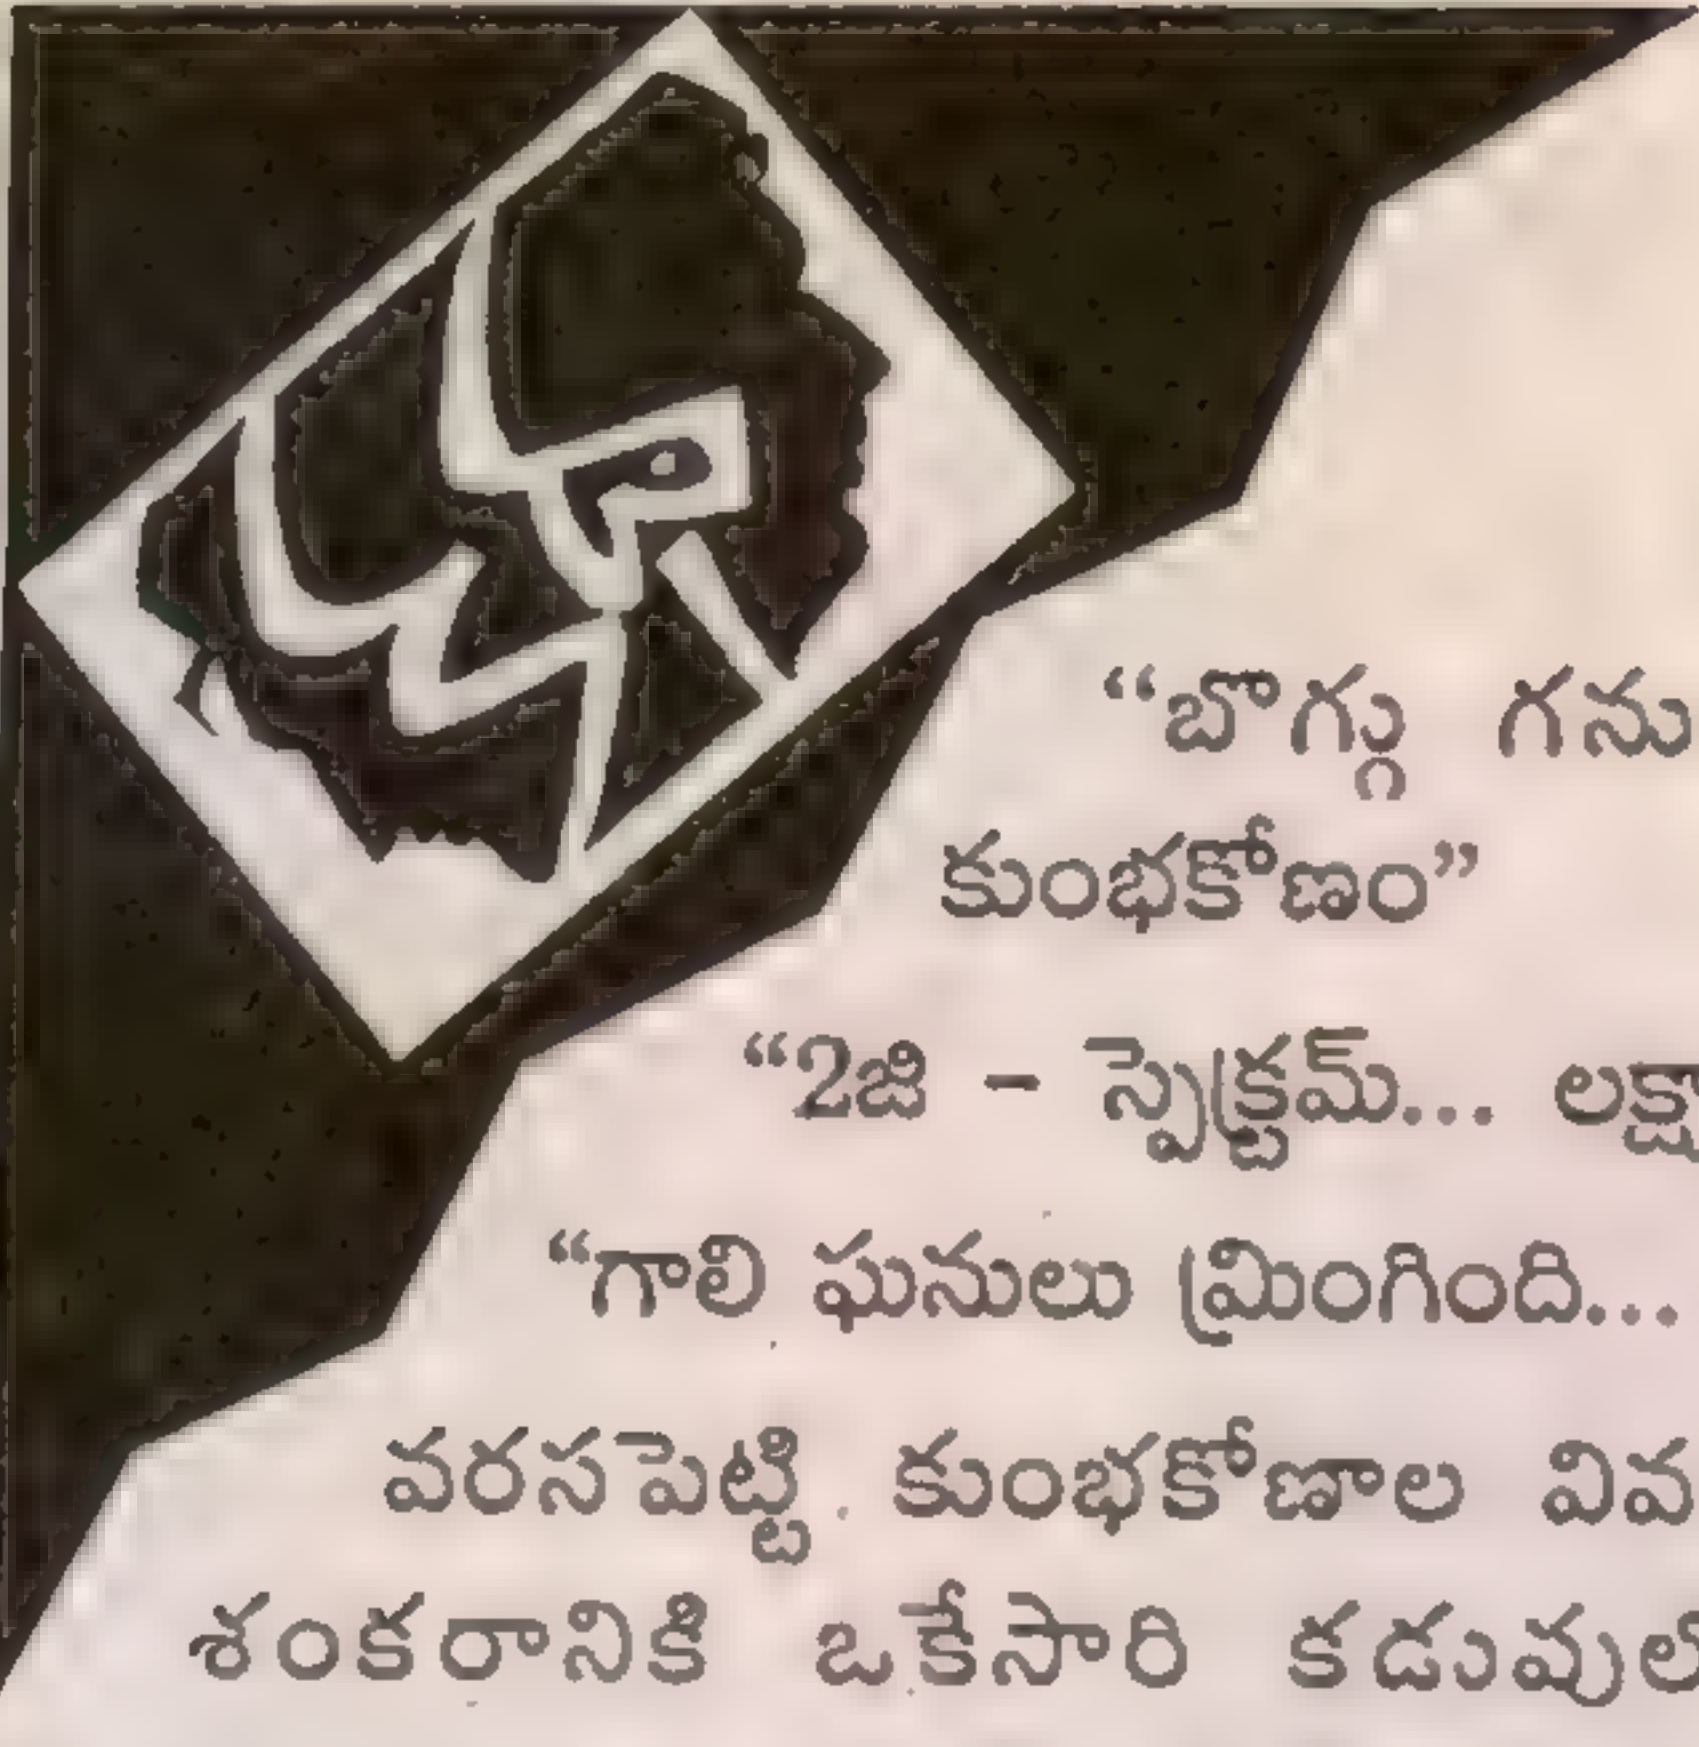 “బొగ్గు గను
కుంభకోణం”
“2జి - స్పెక్ట్రమ్... లక్షా
“గాలి ఘనులు మ్రింగింది...
వరసపెట్టి కుంభకోణాల వివ
శంకరానికి ఒకేసారి కడువుల